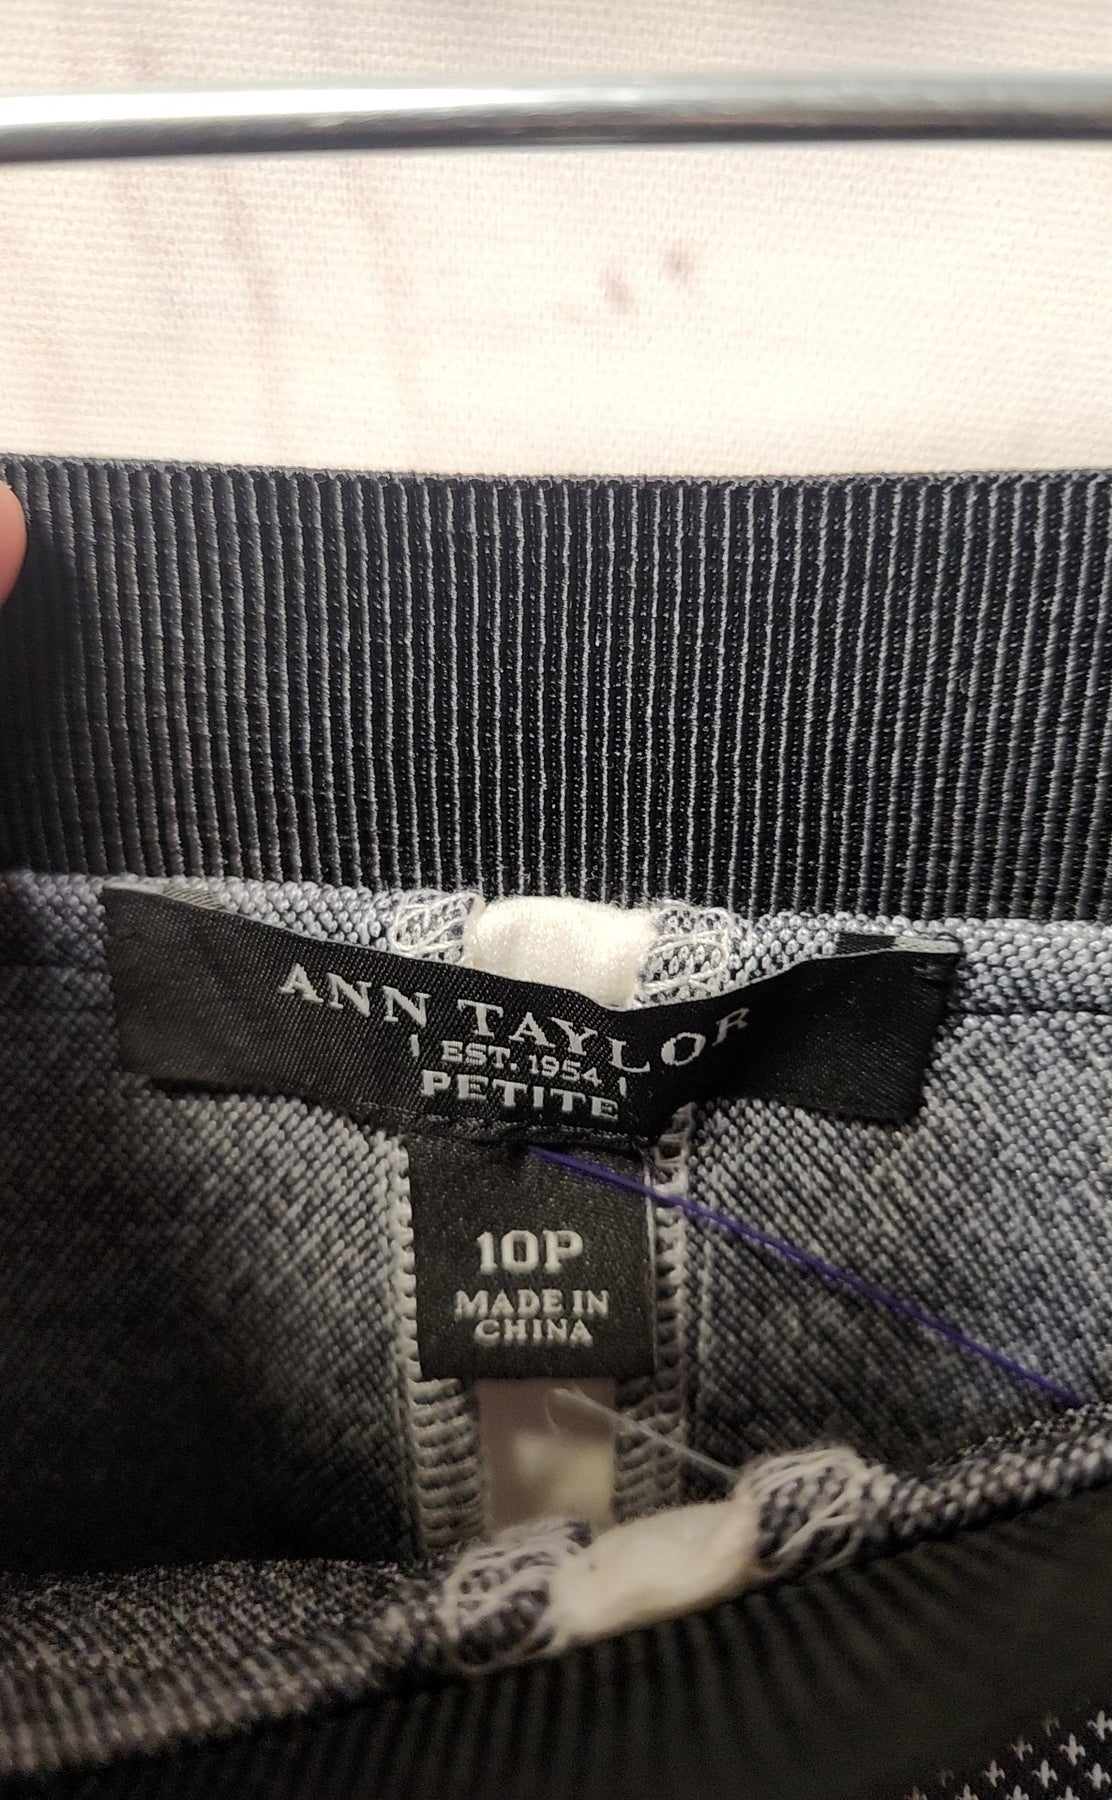 ANN TAYLOR
EST. 1954
PETITE
10P
MADE IN
CHINA